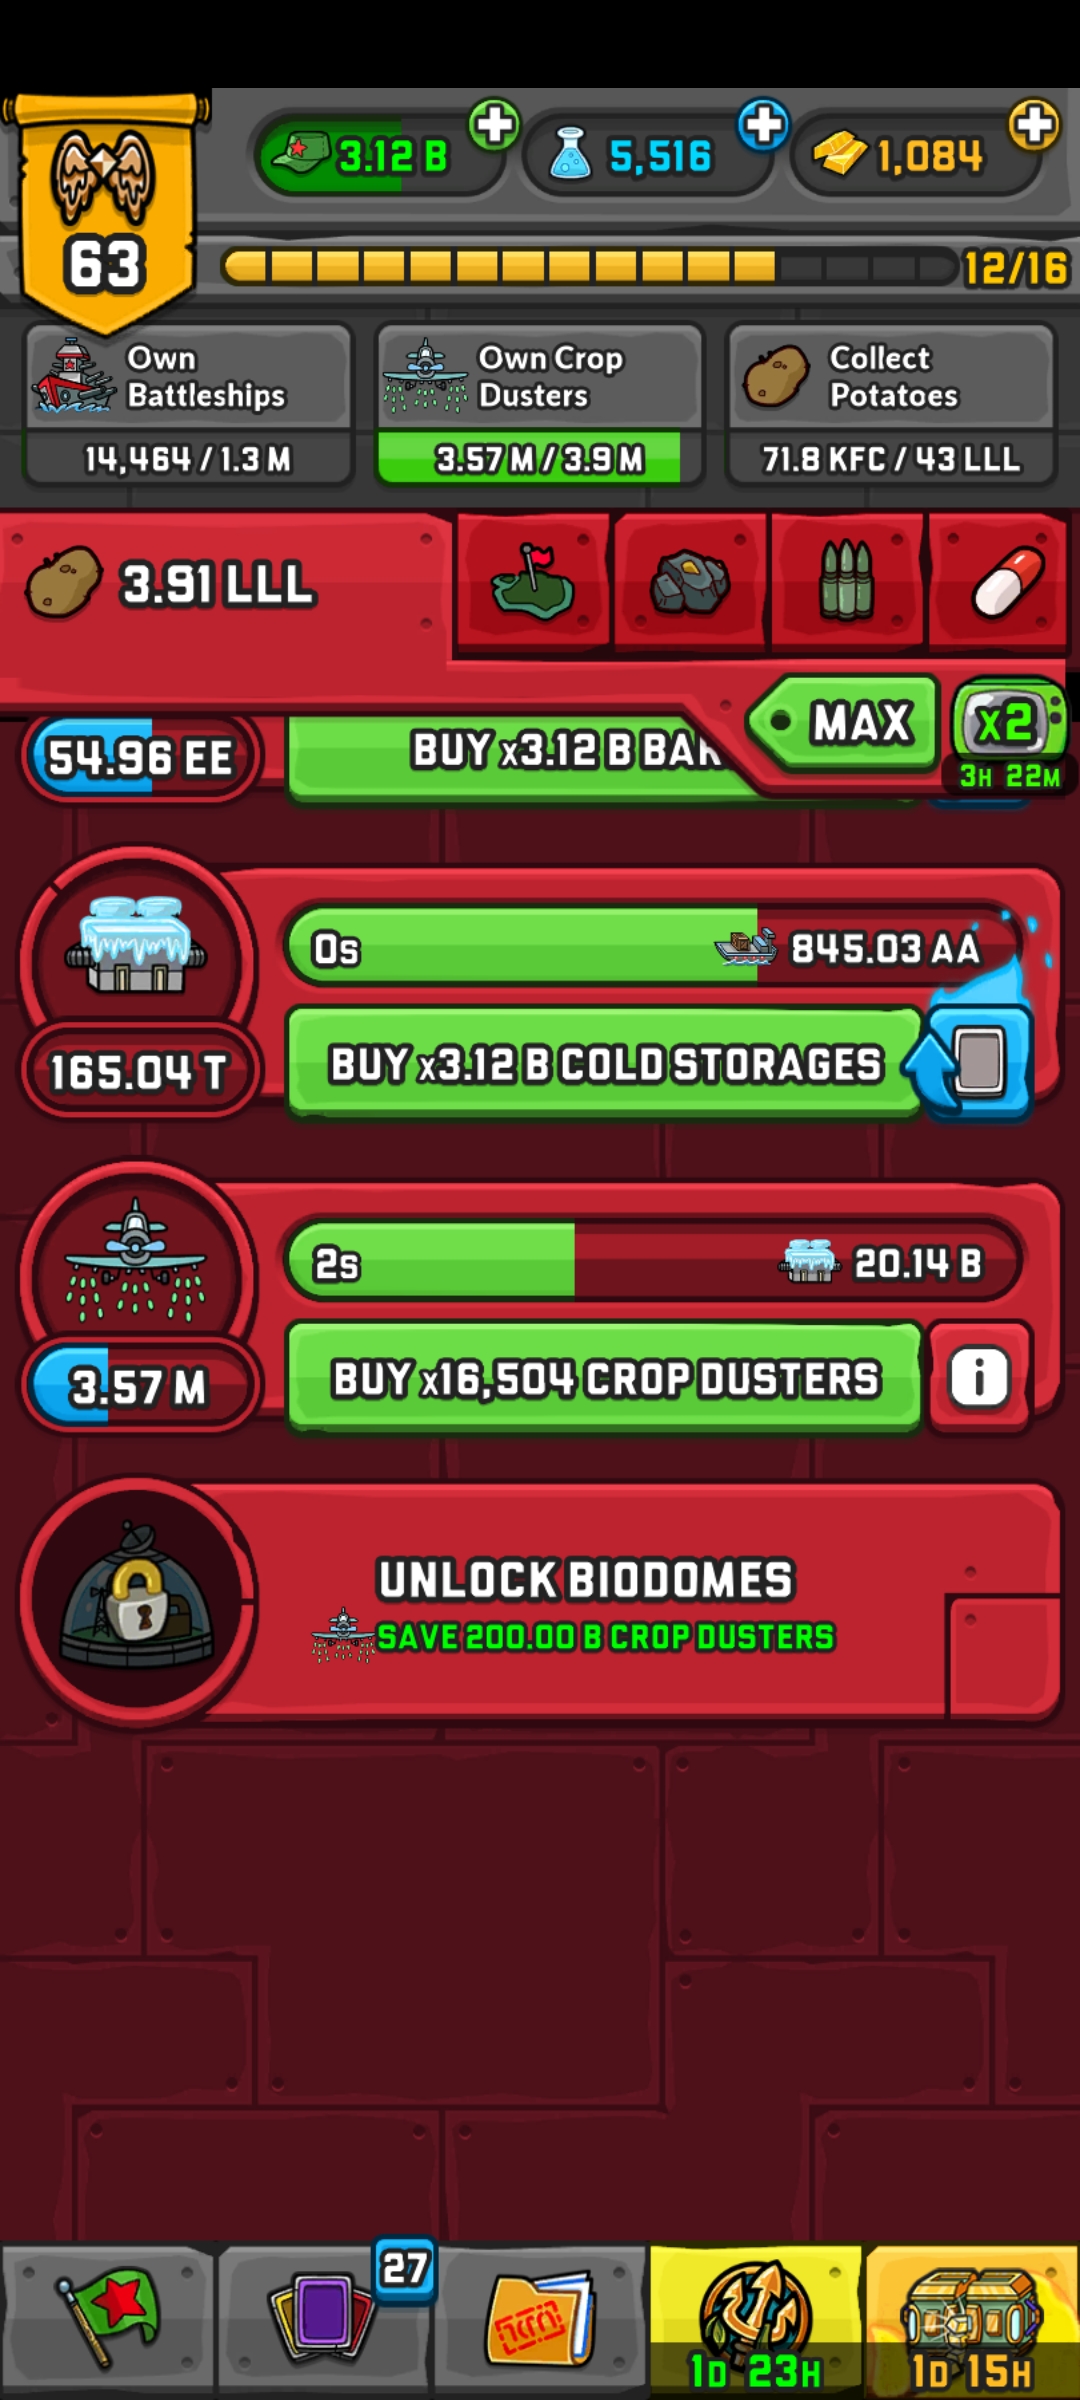 3.12 B
5,516
1,084
63
12/16
Own
Battleships
14,464 / 1.3 M
Own Crop
Dusters
3.57 M / 3.9 M
Collect
Potatoes
71.8 KFC / 43 LLL
3.91 LLL
MAX
x2
3H 22M
54.96 EE
BUY x3.12 B
0s
845.03 AA
165.04 T
BUY x3.12 B COLD STORAGES
2s
20.14 B
3.57 M
BUY x16,504 CROP DUSTERS
i
UNLOCK BIODOMES
SAVE 200.00 B CROP DUSTERS
27
1D 23H
1D 15H